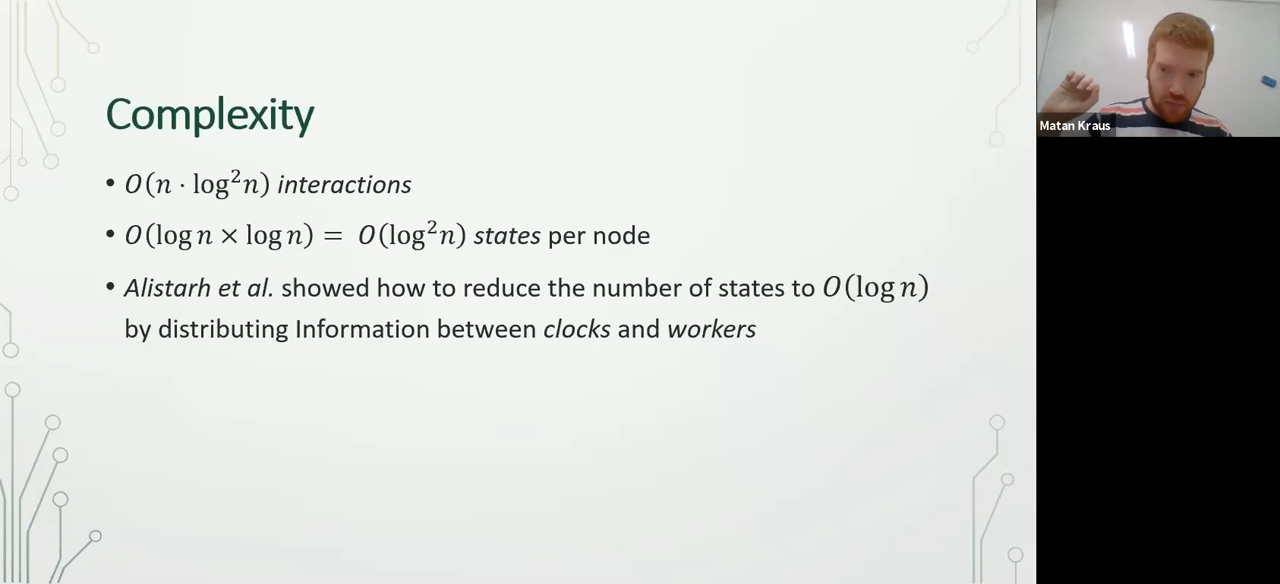 Complexity
• O(n · log²n) interactions
• O(log n × log n) = O(log²n) states per node
• Alistarh et al. showed how to reduce the number of states to O(log n)
by distributing Information between clocks and workers
Matan Kraus